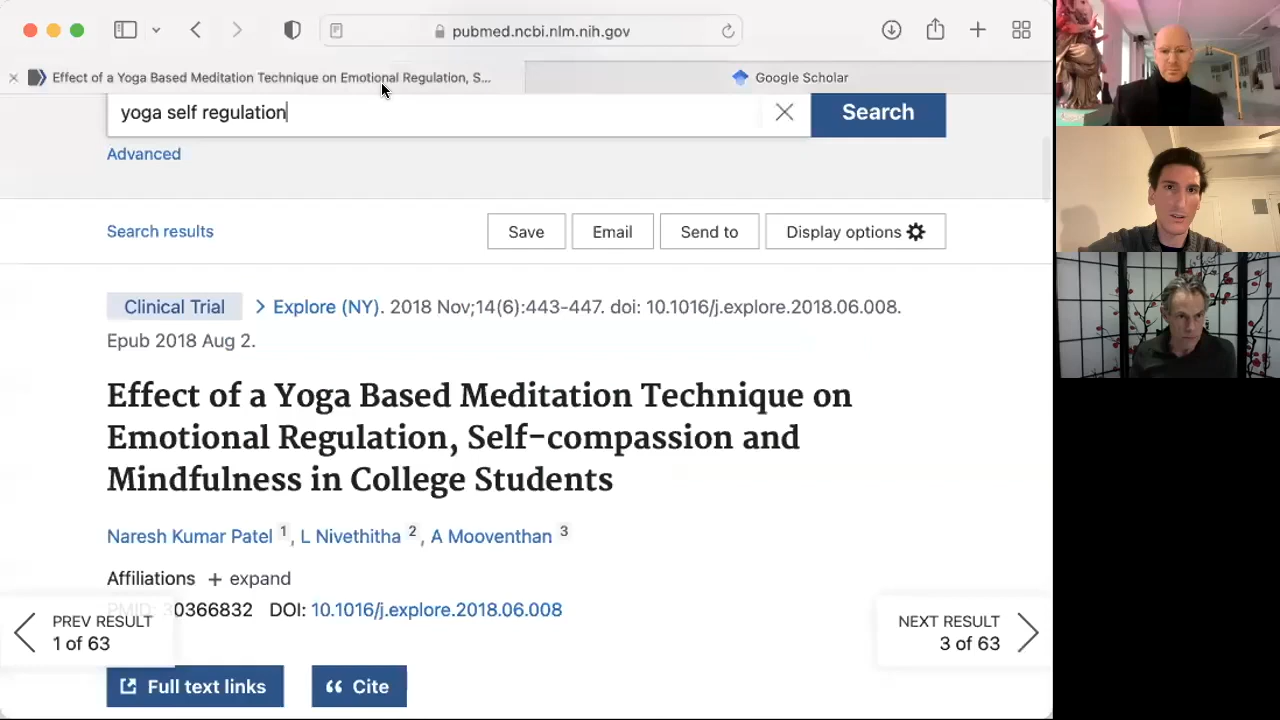 pubmed.ncbi.nlm.nih.gov
Effect of a Yoga Based Meditation Technique on Emotional Regulation, S...
Google Scholar
yoga self regulation
Search
Advanced
Search results
Save
Email
Send to
Display options
Clinical Trial
Explore (NY). 2018 Nov;14(6):443-447. doi: 10.1016/j.explore.2018.06.008.
Epub 2018 Aug 2.
Effect of a Yoga Based Meditation Technique on
Emotional Regulation, Self-compassion and
Mindfulness in College Students
Naresh Kumar Patel 1, L Nivethitha 2, A Mooventhan 3
Affiliations + expand
PMID: 30366832 DOI: 10.1016/j.explore.2018.06.008
PREV RESULT
1 of 63
NEXT RESULT
3 of 63
Full text links
Cite